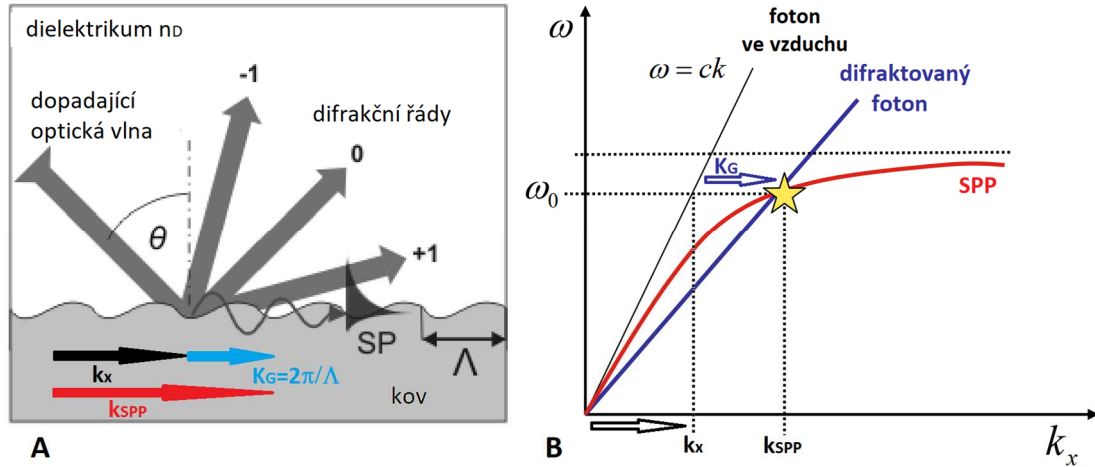 dielektrikum nD
dopadající
optická vlna
-1
difrakční řády
0
θ
+1
SP
Λ
kx
KG=2π/Λ
kSPP
kov
A
ω
foton
ve vzduchu
ω = ck
difraktovaný
foton
KG
ω0
SPP
B
kx
kSPP
kx